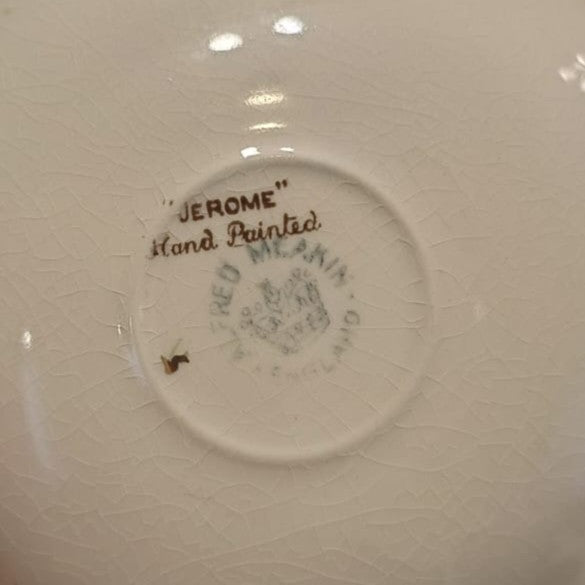 "JEROME"
Hand Painted
ALFRED MEAKIN
ENGLAND